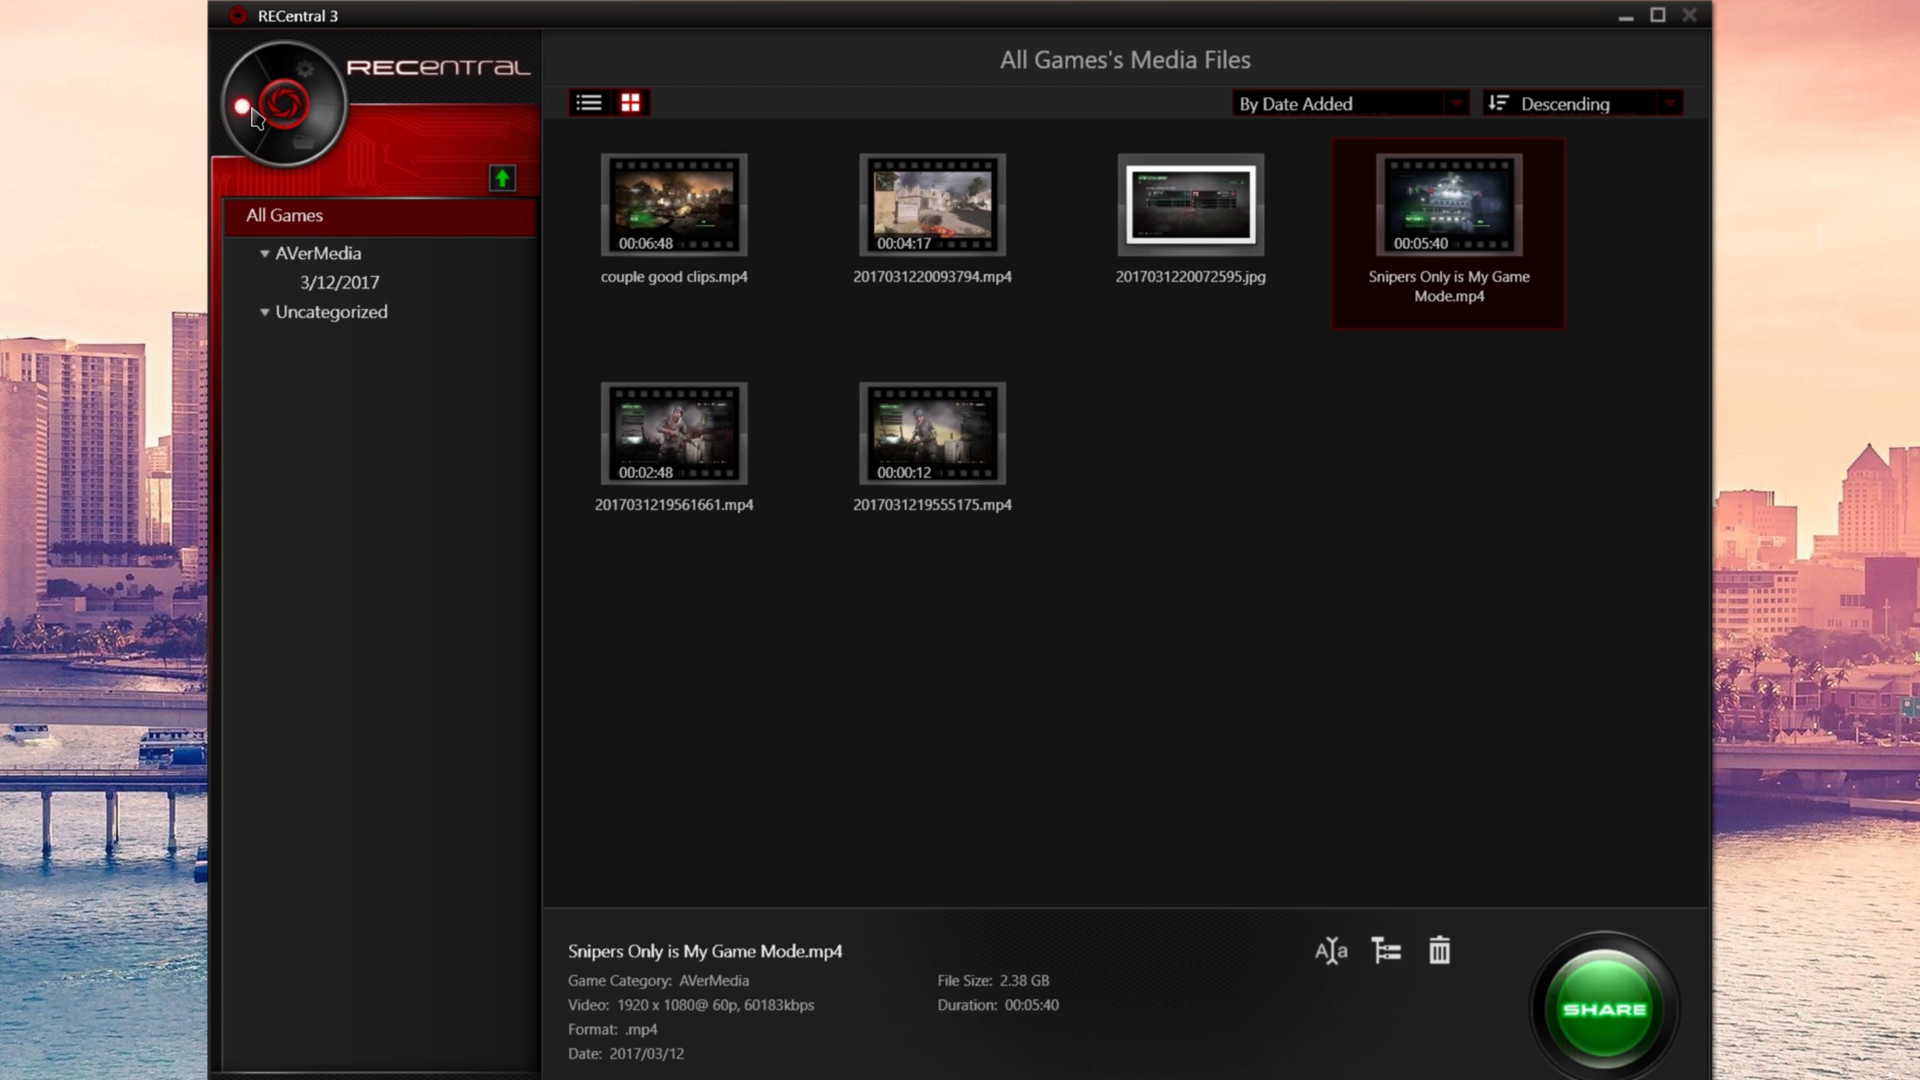 RECentral 3
RECentral
All Games's Media Files
By Date Added
Descending
All Games
AVerMedia
3/12/2017
Uncategorized
00:06:48
couple good clips.mp4
00:04:17
2017031220093794.mp4
2017031220072595.jpg
00:05:40
Snipers Only is My Game
Mode.mp4
00:02:48
2017031219561661.mp4
00:00:12
2017031219555175.mp4
Snipers Only is My Game Mode.mp4
Game Category: AVerMedia
File Size: 2.38 GB
Video: 1920 x 1080@ 60p, 60183kbps
Duration: 00:05:40
Format: .mp4
Date: 2017/03/12
AIa
SHARE